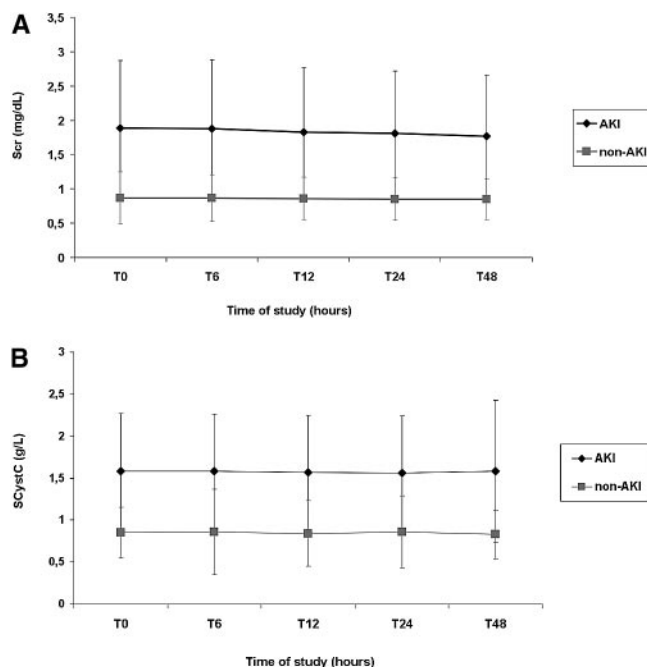 A
3,5
3
2,5
2
1,5
1
0,5
0
Scr (mg/dL)
T0 T6 T12 T24 T48
Time of study (hours)
AKI
non-AKI
B
3
2,5
2
1,5
1
0,5
0
SCystC (g/L)
T0 T6 T12 T24 T48
Time of study (hours)
AKI
non-AKI